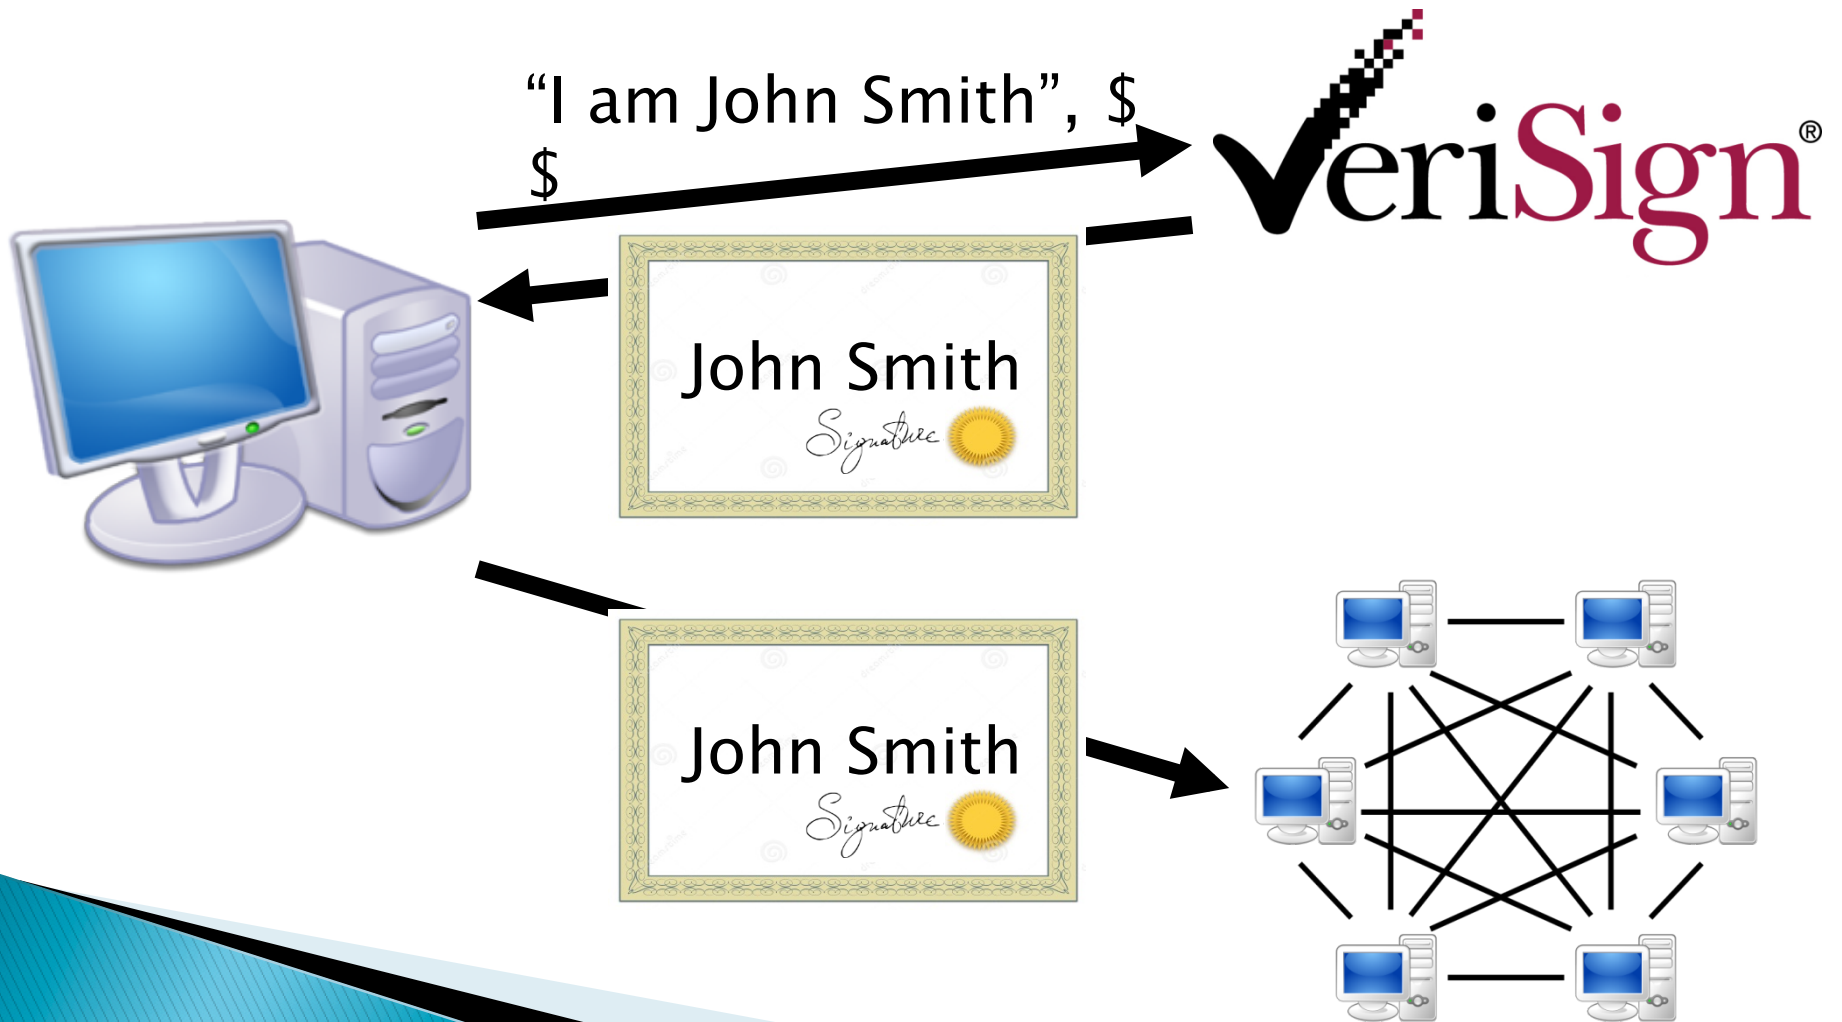 “I am John Smith”, $
$
VeriSign®
John Smith
Signature
John Smith
Signature